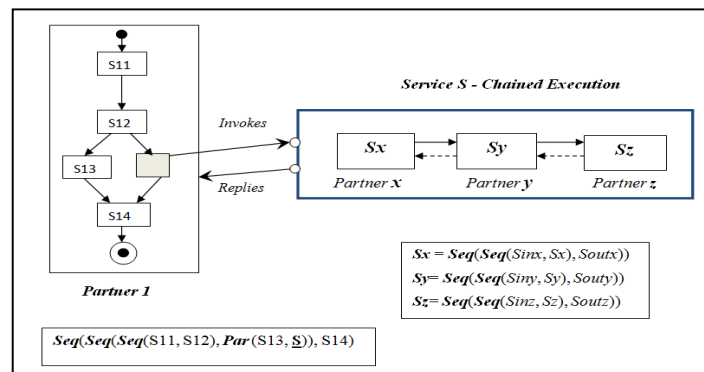 S11
S12
S13
S14
Partner 1
Invokes
Replies
Service S - Chained Execution
Sx Sy Sz
Partner x Partner y Partner z
Sx = Seq(Seq(Sinx, Sx), Soutx))
Sy= Seq(Seq(Siny, Sy), Souty))
Sz= Seq(Seq(Sinz, Sz), Soutz))
Seq(Seq(Seq(S11, S12), Par(S13, S)), S14)